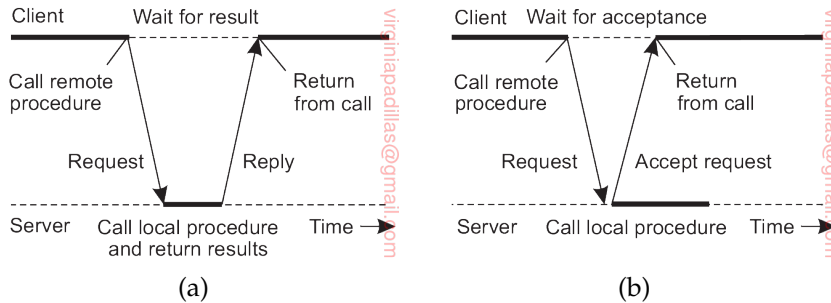 Client
Wait for result
Call remote
procedure
Return
from call
Request
Reply
Server
Call local procedure
and return results
Time
(a)
virginiapadillas@gmail.com
Client
Wait for acceptance
Call remote
procedure
Return
from call
Request
Accept request
Server
Call local procedure
Time
(b)
virginiapadillas@gmail.com